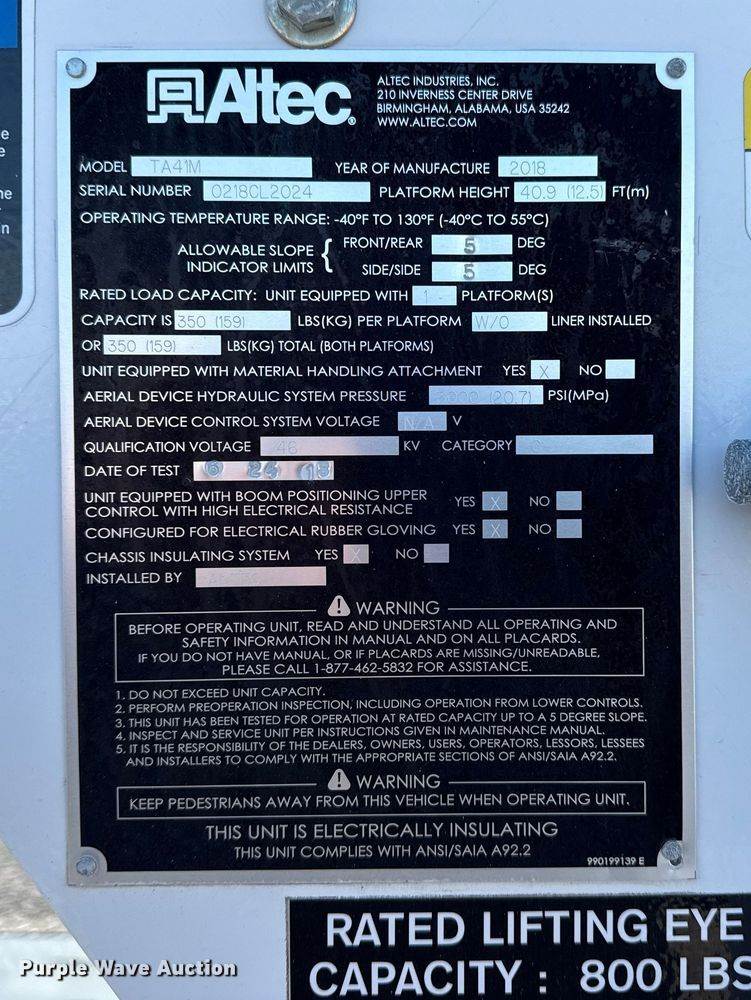 Altec
ALTEC INDUSTRIES, INC.
210 INVERNESS CENTER DRIVE
BIRMINGHAM, ALABAMA, USA 35242
WWW.ALTEC.COM
MODEL TA41M YEAR OF MANUFACTURE 2018
SERIAL NUMBER 0218CL2024 PLATFORM HEIGHT 40.9 (12.5) FT(m)
OPERATING TEMPERATURE RANGE: -40°F TO 130°F (-40°C TO 55°C)
ALLOWABLE SLOPE INDICATOR LIMITS { FRONT/REAR 5 DEG
SIDE/SIDE 5 DEG
RATED LOAD CAPACITY: UNIT EQUIPPED WITH 1 PLATFORM(S)
CAPACITY IS 350 (159) LBS(KG) PER PLATFORM W/O LINER INSTALLED
OR 350 (159) LBS(KG) TOTAL (BOTH PLATFORMS)
UNIT EQUIPPED WITH MATERIAL HANDLING ATTACHMENT YES X NO
AERIAL DEVICE HYDRAULIC SYSTEM PRESSURE (20.7) PSI(MPa)
AERIAL DEVICE CONTROL SYSTEM VOLTAGE N/A V
QUALIFICATION VOLTAGE 46 KV CATEGORY C
DATE OF TEST 6
UNIT EQUIPPED WITH BOOM POSITIONING UPPER
CONTROL WITH HIGH ELECTRICAL RESISTANCE YES X NO
CONFIGURED FOR ELECTRICAL RUBBER GLOVING YES X NO
CHASSIS INSULATING SYSTEM YES X NO
INSTALLED BY
WARNING
BEFORE OPERATING UNIT, READ AND UNDERSTAND ALL OPERATING AND
SAFETY INFORMATION IN MANUAL AND ON ALL PLACARDS.
IF YOU DO NOT HAVE MANUAL, OR IF PLACARDS ARE MISSING/UNREADABLE,
PLEASE CALL 1-877-462-5832 FOR ASSISTANCE.
1. DO NOT EXCEED UNIT CAPACITY.
2. PERFORM PREOPERATION INSPECTION, INCLUDING OPERATION FROM LOWER CONTROLS.
3. THIS UNIT HAS BEEN TESTED FOR OPERATION AT RATED CAPACITY UP TO A 5 DEGREE SLOPE.
4. INSPECT AND SERVICE UNIT PER INSTRUCTIONS GIVEN IN MAINTENANCE MANUAL.
5. IT IS THE RESPONSIBILITY OF THE DEALERS, OWNERS, USERS, OPERATORS, LESSORS, LESSEES
AND INSTALLERS TO COMPLY WITH THE APPROPRIATE SECTIONS OF ANSI/SAIA A92.2.
WARNING
KEEP PEDESTRIANS AWAY FROM THIS VEHICLE WHEN OPERATING UNIT.
THIS UNIT IS ELECTRICALLY INSULATING
THIS UNIT COMPLIES WITH ANSI/SAIA A92.2
990199139 E
RATED LIFTING EYE
CAPACITY : 800 LBS
Purple Wave Auction